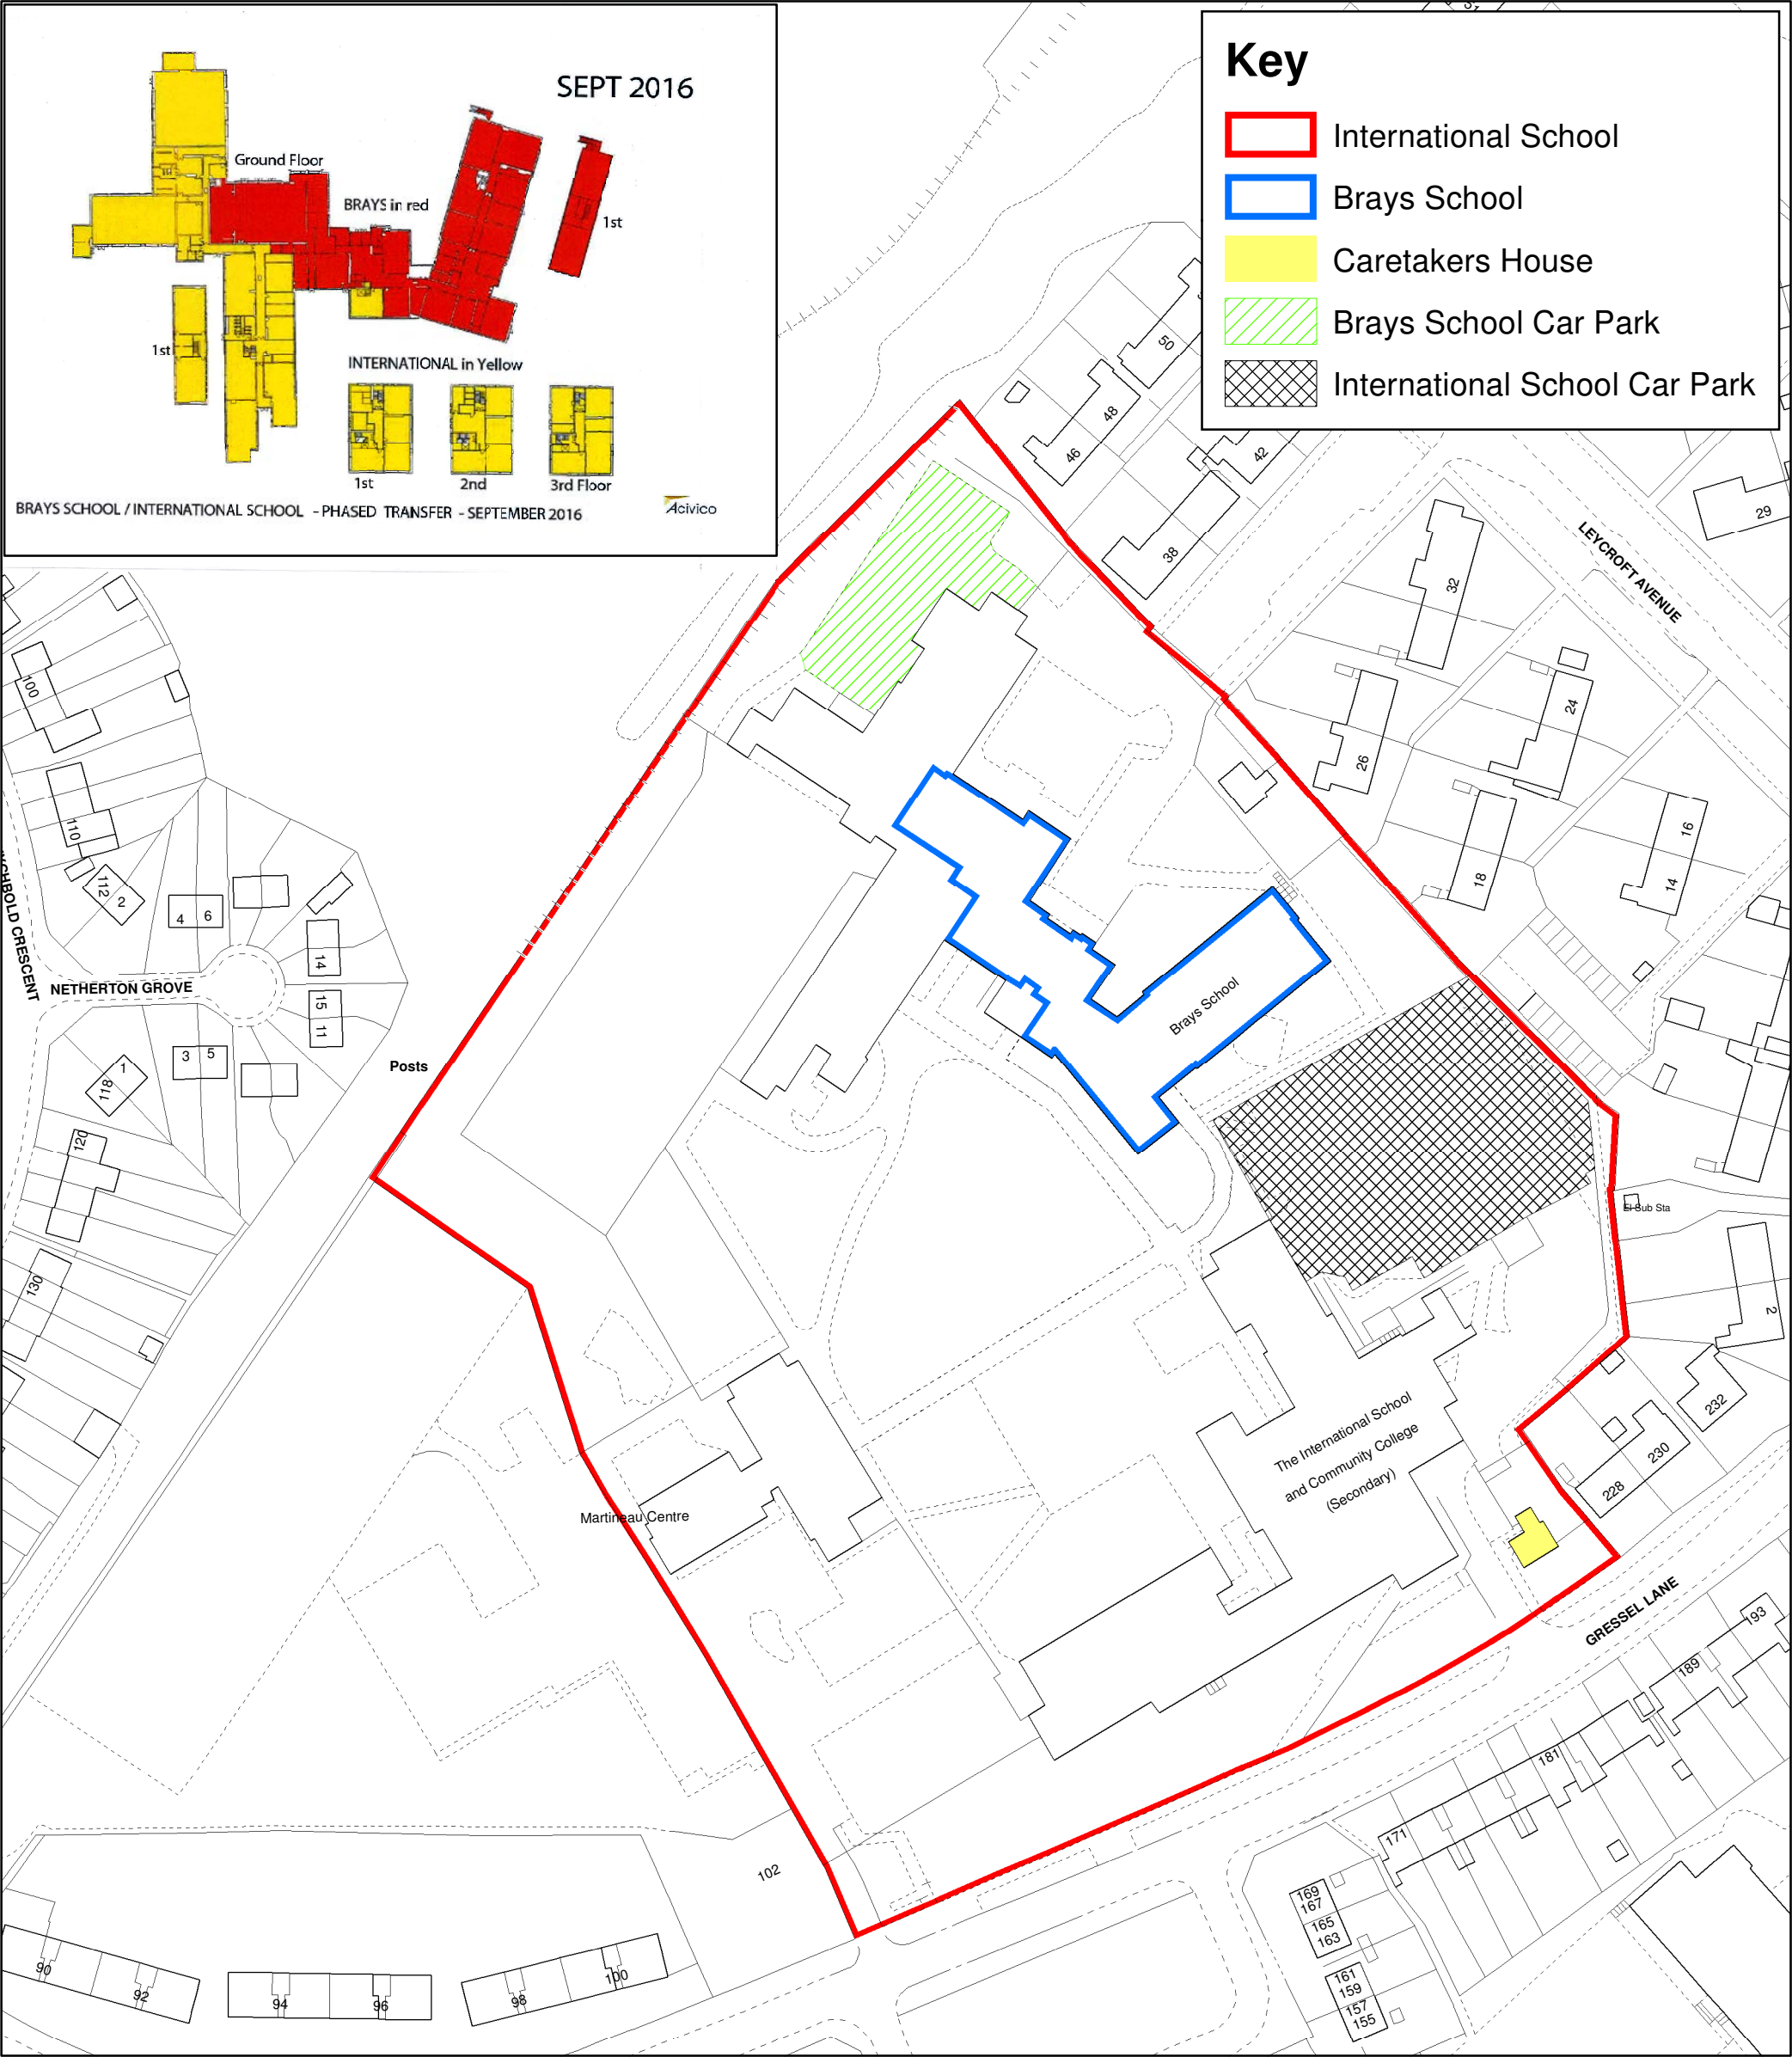 SEPT 2016
Ground Floor
BRAYS in red
1st
1st
INTERNATIONAL in Yellow
1st
2nd
3rd Floor
BRAYS SCHOOL / INTERNATIONAL SCHOOL - PHASED TRANSFER - SEPTEMBER 2016
Acivico
Key
International School
Brays School
Caretakers House
Brays School Car Park
International School Car Park
50
48
46
42
38
29
LEYCROFT AVENUE
32
24
26
16
18
14
100
110
112
2
4
6
14
15
11
NETHERTON GROVE
CRESCENT
3
5
1
118
120
130
Posts
Brays School
El Sub Sta
2
232
230
228
The International School
and Community College
(Secondary)
Martineau Centre
GRESSEL LANE
193
189
181
171
169
167
165
163
161
159
157
155
102
90
92
94
96
98
100